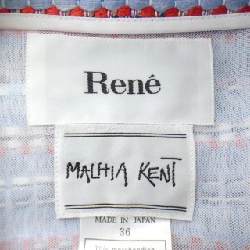 René
MALHIA KENT
MADE IN JAPAN
36